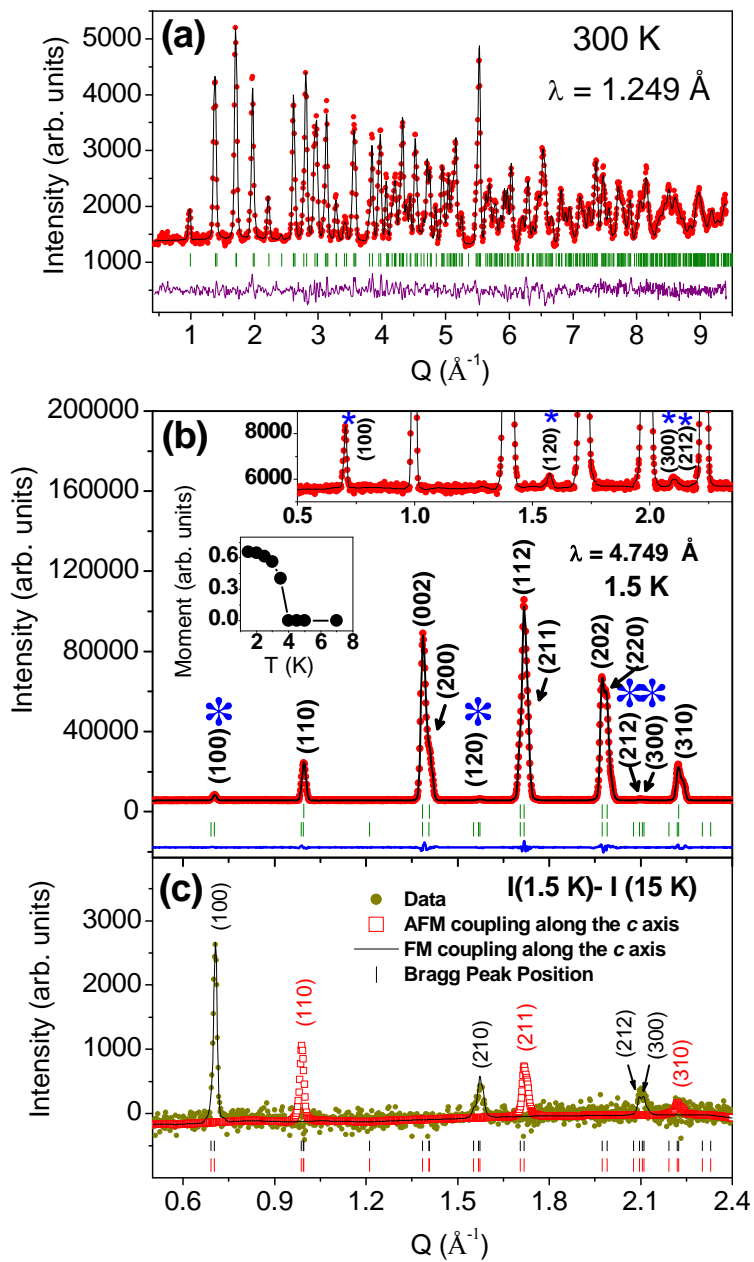 (a)
300 K
λ = 1.249 Å
5000
4000
3000
2000
1000
Intensity (arb. units)
1 2 3 4 5 6 7 8 9
Q (Å⁻¹)
(b)
200000
160000
120000
80000
40000
0
Intensity (arb. units)
8000
6000
* (100)
* (120)
* * (300) (212)
0.5 1.0 1.5 2.0
λ = 4.749 Å
1.5 K
Moment (arb. units)
0.6
0.3
0.0
2 4 6 8
T (K)
(100)
(110)
(002)
(200)
(120)
(112)
(211)
(202)
(220)
(212)
(300)
(310)
(c)
I(1.5 K)- I (15 K)
Data
AFM coupling along the c axis
FM coupling along the c axis
Bragg Peak Position
3000
2000
1000
0
Intensity (arb. units)
(100)
(110)
(210)
(211)
(212)
(300)
(310)
0.6 0.9 1.2 1.5 1.8 2.1 2.4
Q (Å⁻¹)